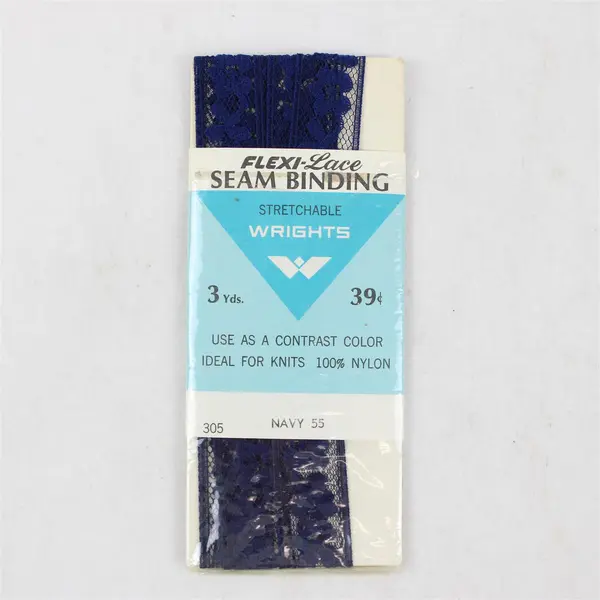 FLEXI-Lace
SEAM BINDING
STRETCHABLE
WRIGHTS
3 Yds. 39¢
USE AS A CONTRAST COLOR
IDEAL FOR KNITS 100% NYLON
305 NAVY 55